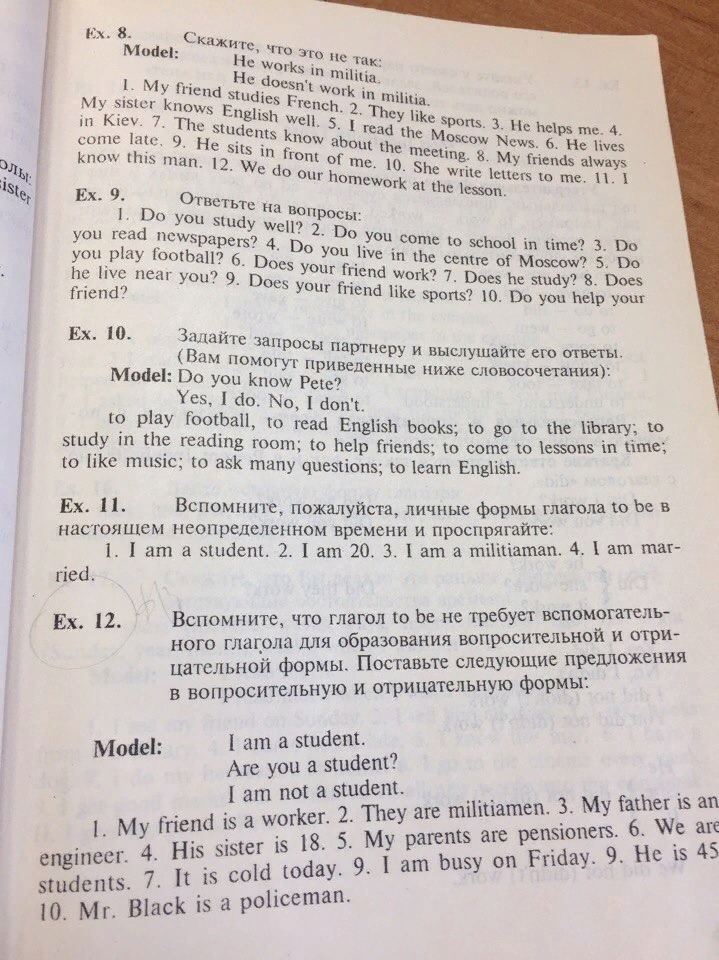 олы:
sister
Ex. 8. Скажите, что это не так:
Model: He works in militia.
He doesn't work in militia.
1. My friend studies French. 2. They like sports. 3. He helps me. 4.
My sister knows English well. 5. I read the Moscow News. 6. He lives
in Kiev. 7. The students know about the meeting. 8. My friends always
come late. 9. He sits in front of me. 10. She write letters to me. 11. I
know this man. 12. We do our homework at the lesson.
Ex. 9. Ответьте на вопросы:
1. Do you study well? 2. Do you come to school in time? 3. Do
you read newspapers? 4. Do you live in the centre of Moscow? 5. Do
you play football? 6. Does your friend work? 7. Does he study? 8. Does
he live near you? 9. Does your friend like sports? 10. Do you help your
friend?
Ex. 10. Задайте запросы партнеру и выслушайте его ответы.
(Вам помогут приведенные ниже словосочетания):
Model: Do you know Pete?
Yes, I do. No, I don't.
to play football, to read English books; to go to the library; to
study in the reading room; to help friends; to come to lessons in time;
to like music; to ask many questions; to learn English.
Ex. 11. Вспомните, пожалуйста, личные формы глагола to be в
настоящем неопределенном времени и проспрягайте:
1. I am a student. 2. I am 20. 3. I am a militiaman. 4. I am mar-
ried.
Ex. 12. Вспомните, что глагол to be не требует вспомогатель-
ного глагола для образования вопросительной и отри-
цательной формы. Поставьте следующие предложения
в вопросительную и отрицательную формы:
Model: I am a student.
Are you a student?
I am not a student.
1. My friend is a worker. 2. They are militiamen. 3. My father is an
engineer. 4. His sister is 18. 5. My parents are pensioners. 6. We are
students. 7. It is cold today. 9. I am busy on Friday. 9. He is 45
10. Mr. Black is a policeman.